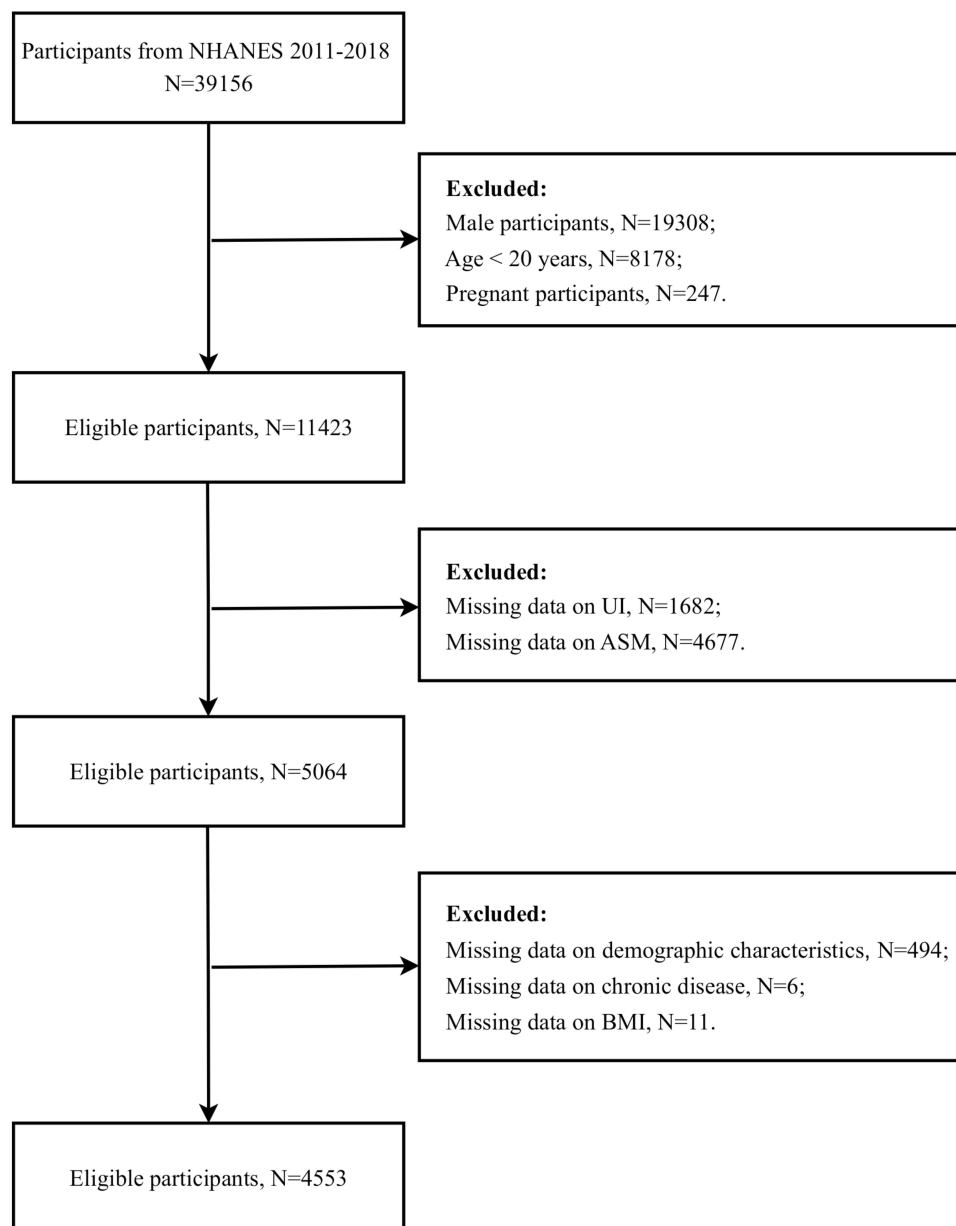 Participants from NHANES 2011-2018
N=39156
Excluded:
Male participants, N=19308;
Age < 20 years, N=8178;
Pregnant participants, N=247.
Eligible participants, N=11423
Excluded:
Missing data on UI, N=1682;
Missing data on ASM, N=4677.
Eligible participants, N=5064
Excluded:
Missing data on demographic characteristics, N=494;
Missing data on chronic disease, N=6;
Missing data on BMI, N=11.
Eligible participants, N=4553